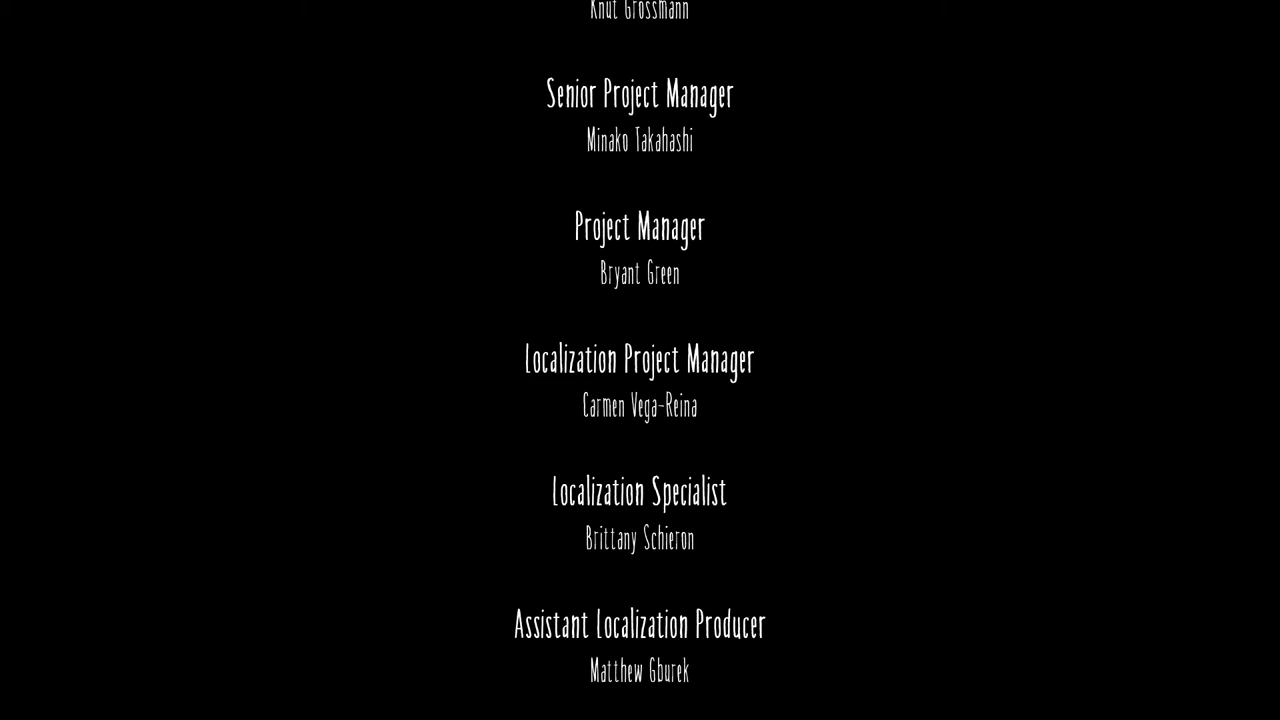 Knut Grossmann
Senior Project Manager
Minako Takahashi
Project Manager
Bryant Green
Localization Project Manager
Carmen Vega-Reina
Localization Specialist
Brittany Schieron
Assistant Localization Producer
Matthew Gburek